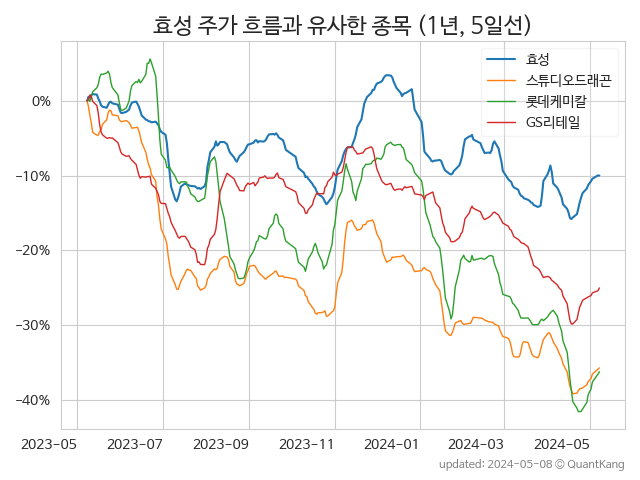 효성 주가 흐름과 유사한 종목 (1년, 5일선)
효성
스튜디오드래곤
롯데케미칼
GS리테일
0%
−10%
−20%
−30%
−40%
2023-05 2023-07 2023-09 2023-11 2024-01 2024-03 2024-05
updated: 2024-05-08 © QuantKang